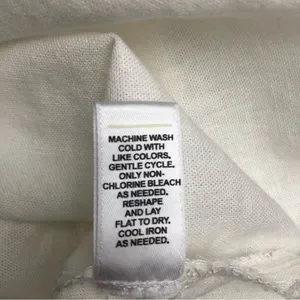 MACHINE WASH
COLD WITH
LIKE COLORS,
GENTLE CYCLE,
ONLY NON-
CHLORINE BLEACH
AS NEEDED.
RESHAPE
AND LAY
FLAT TO DRY.
COOL IRON
AS NEEDED.